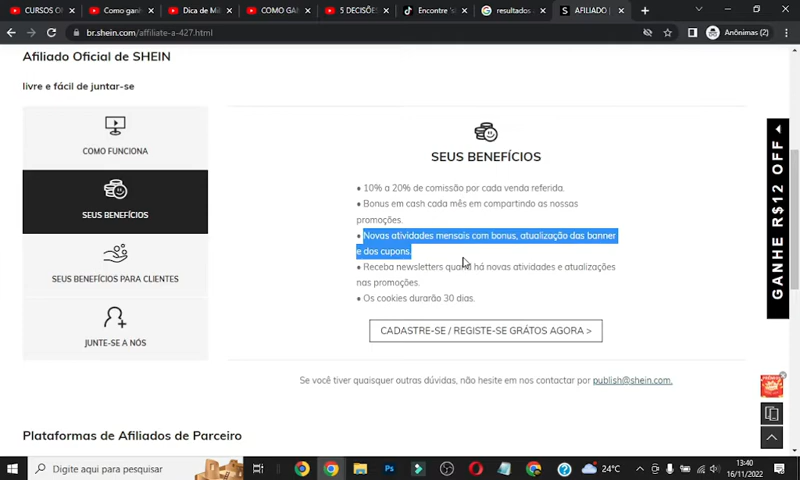 CURSOS O
Como ganh
Dica de Mi
COMO GAN
5 DECISÕE
Encontre 's
resultados
AFILIADO
br.shein.com/affiliate-a-427.html
Anônimas (2)
Afiliado Oficial de SHEIN
livre e fácil de juntar-se
COMO FUNCIONA
SEUS BENEFÍCIOS
SEUS BENEFÍCIOS PARA CLIENTES
JUNTE-SE A NÓS
SEUS BENEFÍCIOS
• 10% a 20% de comissão por cada venda referida.
• Bonus em cash cada mês em compartindo as nossas
promoções.
• Novas atividades mensais com bonus, atualização das banner
e dos cupons.
• Receba newsletters quand há novas atividades e atualizações
nas promoções.
• Os cookies durarão 30 dias.
CADASTRE-SE / REGISTE-SE GRÁTOS AGORA >
Se você tiver quaisquer outras dúvidas, não hesite em nos contactar por publish@shein.com.
GANHE R$12 OFF
Plataformas de Afiliados de Parceiro
Digite aqui para pesquisar
24°C
13:40
16/11/2022